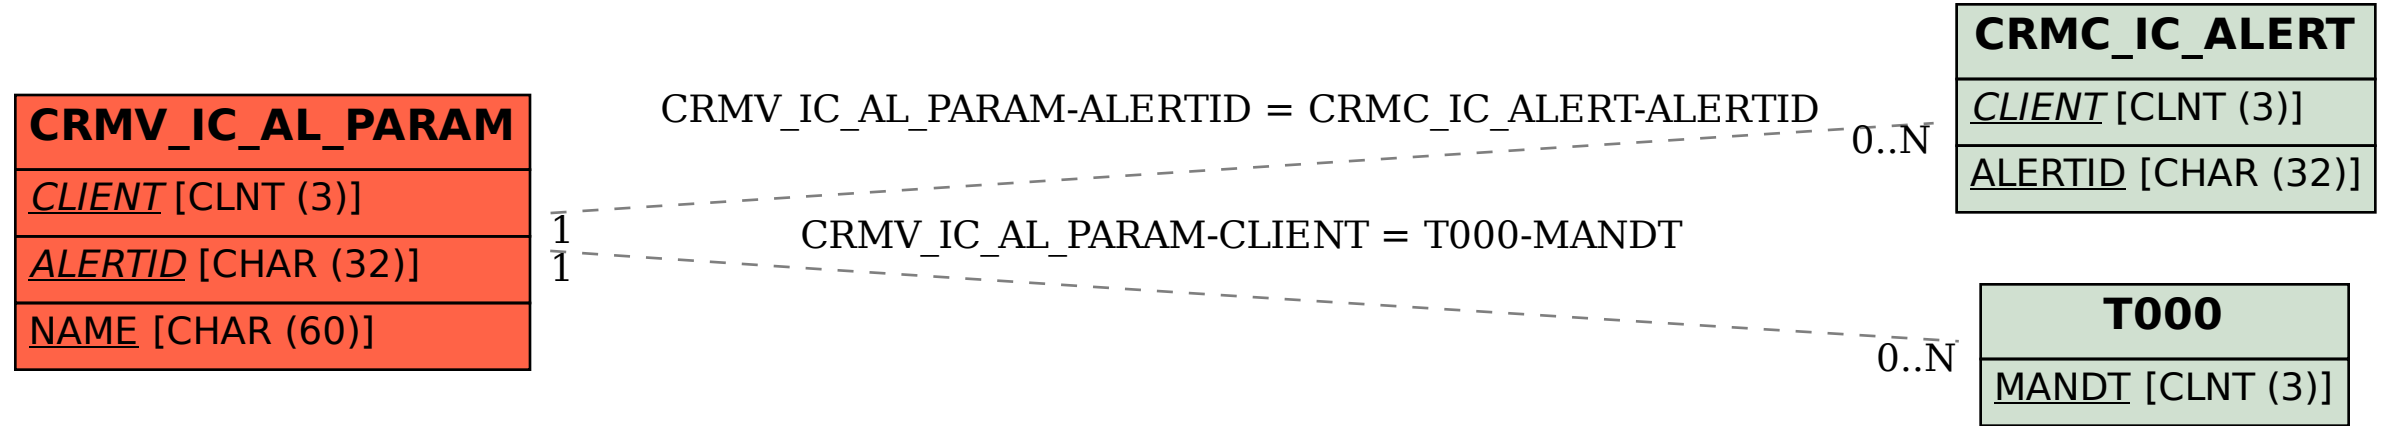 CRMV_IC_AL_PARAM
CLIENT [CLNT (3)]
ALERTID [CHAR (32)]
NAME [CHAR (60)]
CRMV_IC_AL_PARAM-ALERTID = CRMC_IC_ALERT-ALERTID
0..N
1
CRMV_IC_AL_PARAM-CLIENT = T000-MANDT
1
0..N
CRMC_IC_ALERT
CLIENT [CLNT (3)]
ALERTID [CHAR (32)]
T000
MANDT [CLNT (3)]